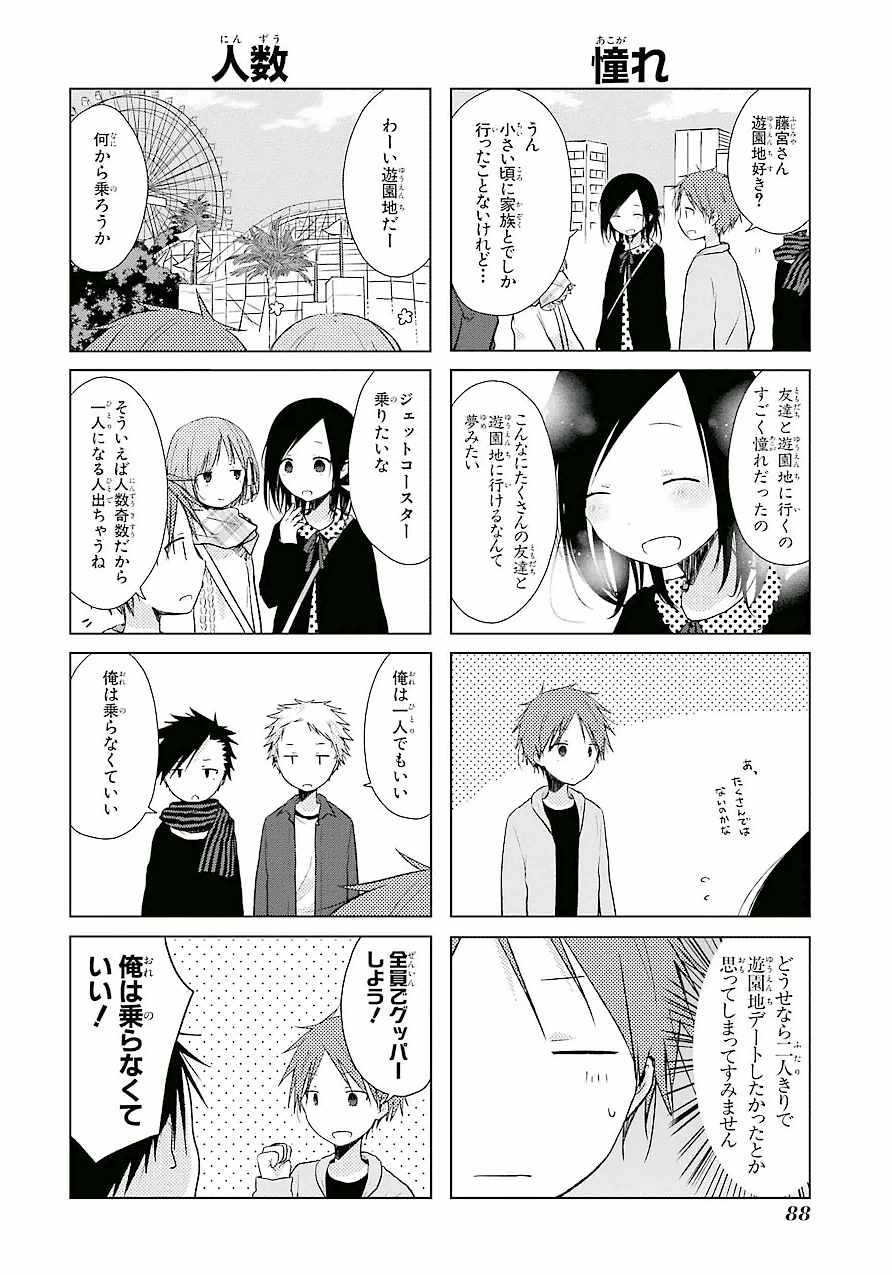 憧れ
藤宮さん
遊園地好き？
うん
小さい頃に家族とでしか
行ったことないけれど…
友達と遊園地に行くの
すごく憧れだったの
こんなにたくさんの友達と
遊園地に行けるなんて
夢みたい
あ、
たくさんでは
ないのかな
どうせなら二人きりで
遊園地デートしたかったとか
思ってしまってすみません
人数
わーい遊園地だー
何から乗ろうか
ジェットコースター
乗りたいな
そういえば人数奇数だから
一人になる人出ちゃうね
俺は一人でもいい
俺は乗らなくていい
全員でグッパー
しよう！
俺は乗らなくて
いい！
88